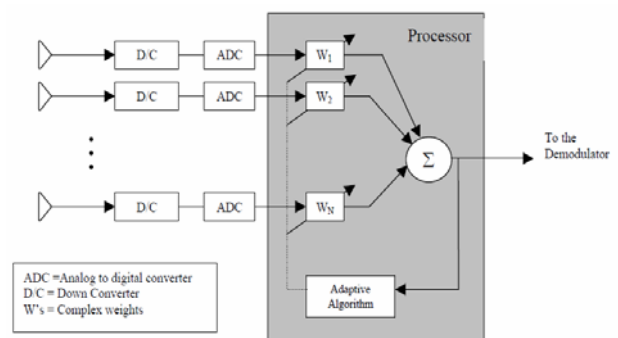 Processor
D/C
ADC
W1
D/C
ADC
W2
Σ
To the
Demodulator
D/C
ADC
WN
Adaptive
Algorithm
ADC =Analog to digital converter
D/C = Down Converter
W's = Complex weights